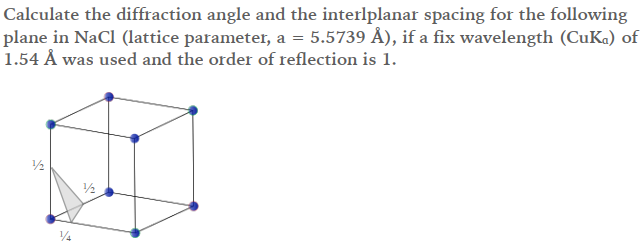 Calculate the diffraction angle and the interlplanar spacing for the following
plane in NaCl (lattice parameter, a = 5.5739 Å), if a fix wavelength (CuKα) of
1.54 Å was used and the order of reflection is 1.
½
½
¼